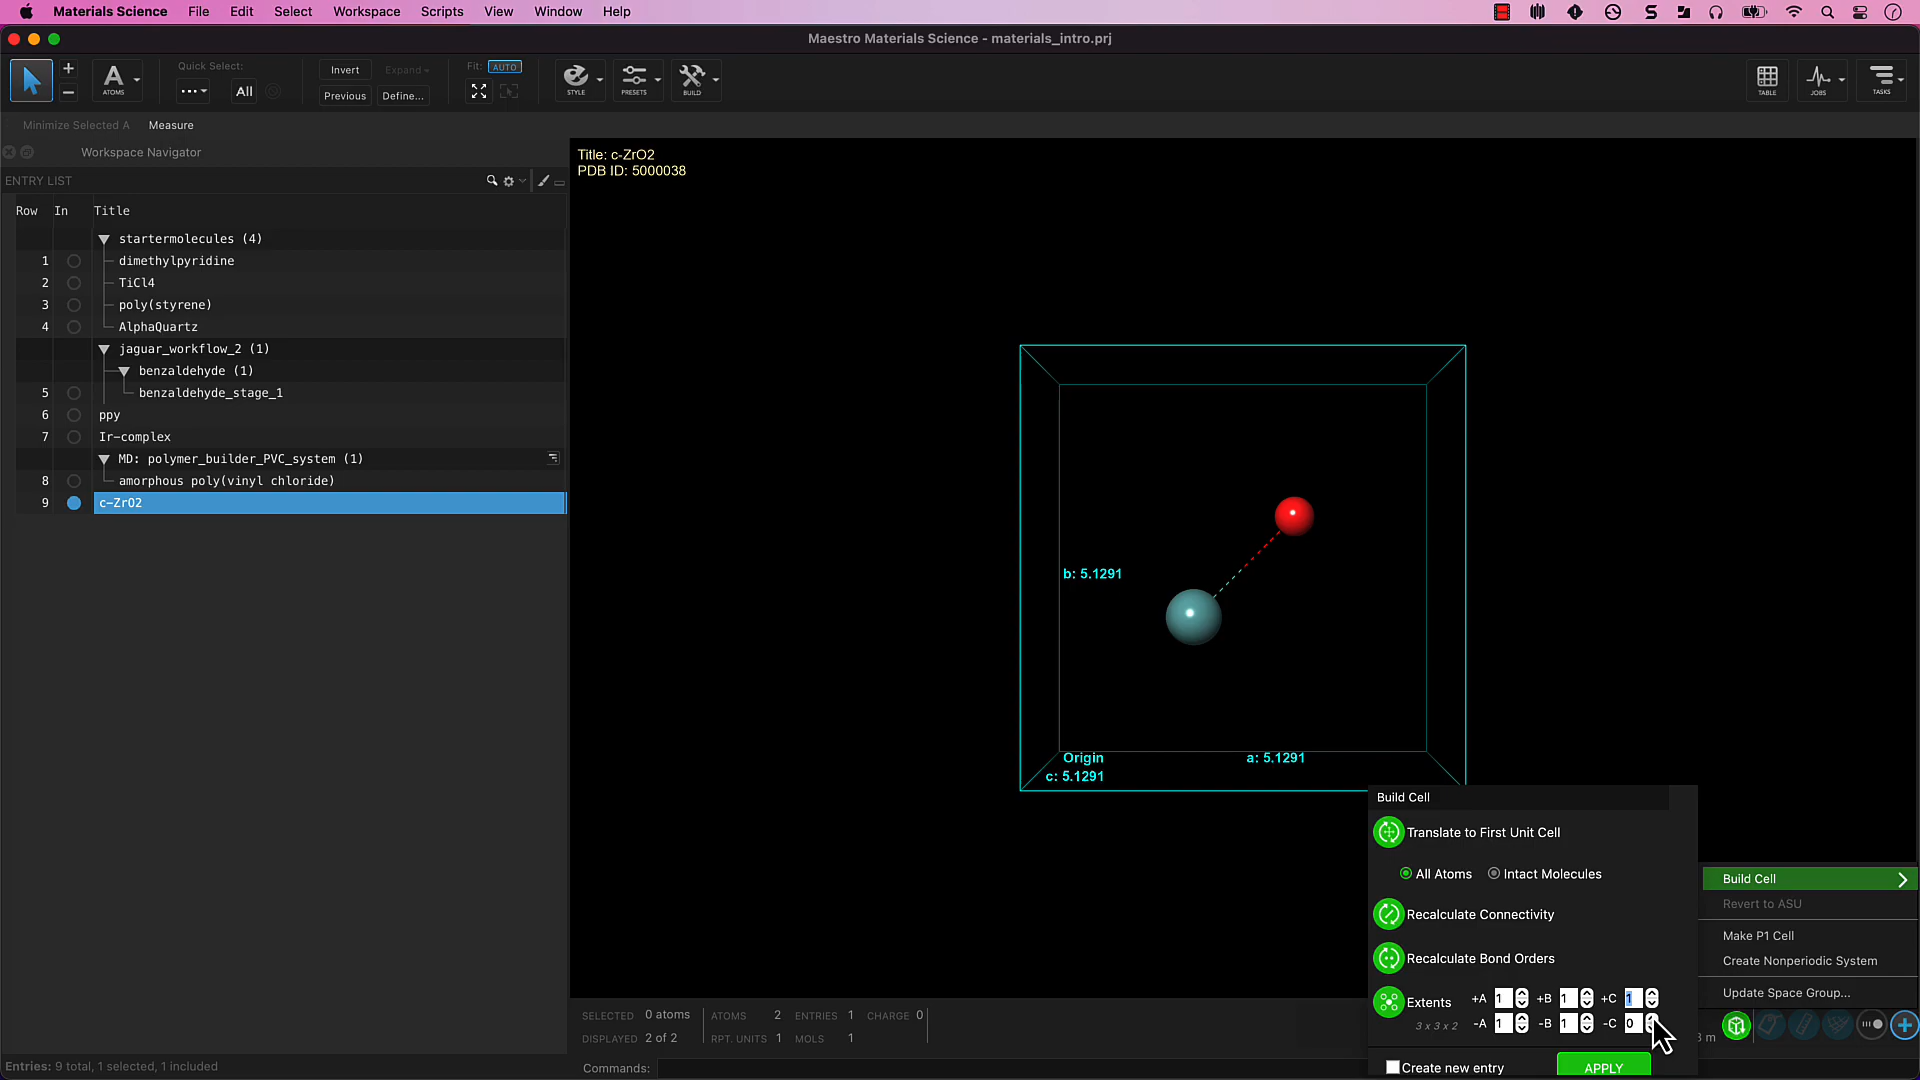 Materials Science File Edit Select Workspace Scripts View Window Help
Maestro Materials Science - materials_intro.prj
Quick Select: Invert Expand Fit: AUTO
ATOMS All Previous Define... STYLE PRESETS BUILD TABLE JOBS TASKS
Minimize Selected A Measure
Workspace Navigator
ENTRY LIST
Row In Title
startermolecules (4)
1 dimethylpyridine
2 TiCl4
3 poly(styrene)
4 AlphaQuartz
jaguar_workflow_2 (1)
benzaldehyde (1)
5 benzaldehyde_stage_1
6 ppy
7 Ir-complex
MD: polymer_builder_PVC_system (1)
8 amorphous poly(vinyl chloride)
9 c-ZrO2
Entries: 9 total, 1 selected, 1 included
Title: c-ZrO2
PDB ID: 5000038
b: 5.1291
Origin
a: 5.1291
c: 5.1291
Build Cell
Translate to First Unit Cell
All Atoms Intact Molecules
Recalculate Connectivity
Recalculate Bond Orders
Extents +A 1 +B 1 +C 1
3 x 3 x 2 -A 1 -B 1 -C 0
Create new entry APPLY
Build Cell
Revert to ASU
Make P1 Cell
Create Nonperiodic System
Update Space Group...
SELECTED 0 atoms ATOMS 2 ENTRIES 1 CHARGE 0
DISPLAYED 2 of 2 RPT. UNITS 1 MOLS 1
Commands: